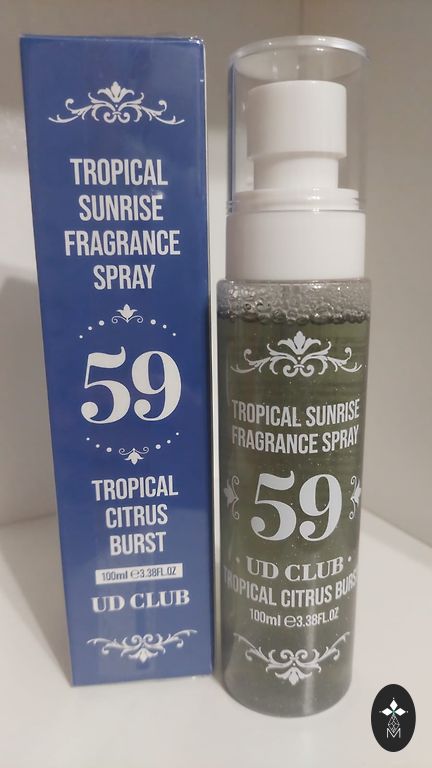 TROPICAL
SUNRISE
FRAGRANCE
SPRAY
59
TROPICAL
CITRUS
BURST
100ml ℮3.38FL.OZ
UD CLUB
TROPICAL SUNRISE
FRAGRANCE SPRAY
59
· UD CLUB ·
TROPICAL CITRUS BURST
100ml ℮3.38FL.OZ
M